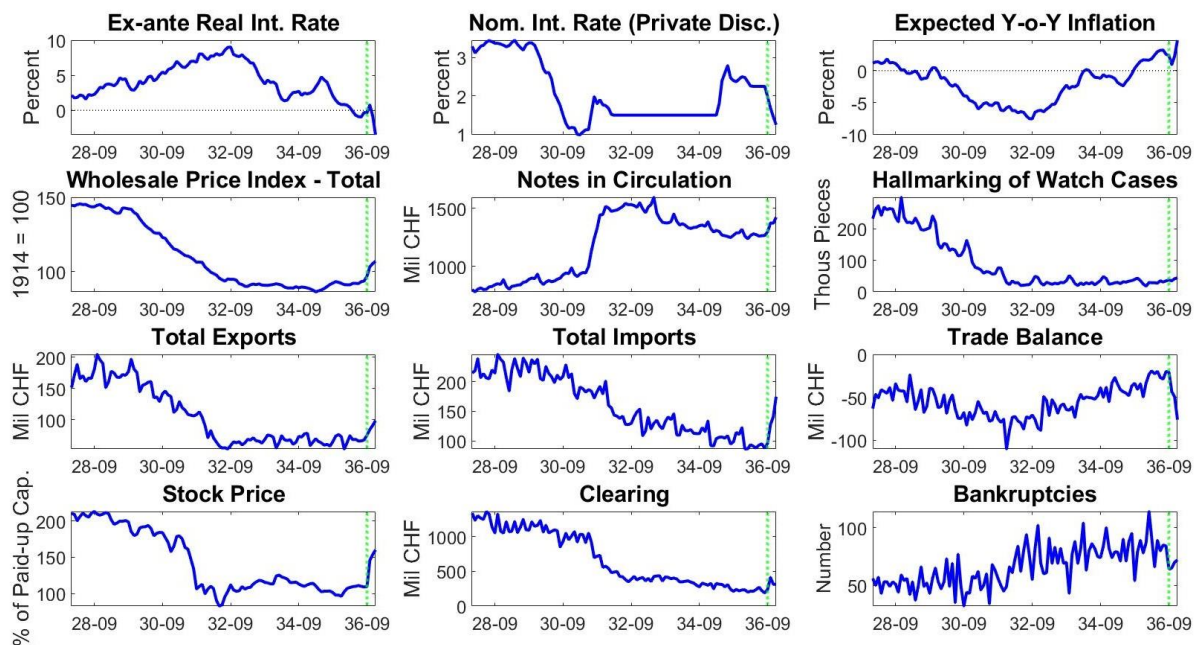 Ex-ante Real Int. Rate
Percent
10
5
0
28-09 30-09 32-09 34-09 36-09
Nom. Int. Rate (Private Disc.)
Percent
3
2
1
28-09 30-09 32-09 34-09 36-09
Expected Y-o-Y Inflation
Percent
0
-5
-10
28-09 30-09 32-09 34-09 36-09
Wholesale Price Index - Total
1914 = 100
150
100
28-09 30-09 32-09 34-09 36-09
Notes in Circulation
Mil CHF
1500
1000
28-09 30-09 32-09 34-09 36-09
Hallmarking of Watch Cases
Thous Pieces
200
100
0
28-09 30-09 32-09 34-09 36-09
Total Exports
Mil CHF
200
150
100
28-09 30-09 32-09 34-09 36-09
Total Imports
Mil CHF
200
150
100
28-09 30-09 32-09 34-09 36-09
Trade Balance
Mil CHF
0
-50
-100
28-09 30-09 32-09 34-09 36-09
Stock Price
% of Paid-up Cap.
200
150
100
28-09 30-09 32-09 34-09 36-09
Clearing
Mil CHF
1000
500
0
28-09 30-09 32-09 34-09 36-09
Bankruptcies
Number
100
50
28-09 30-09 32-09 34-09 36-09